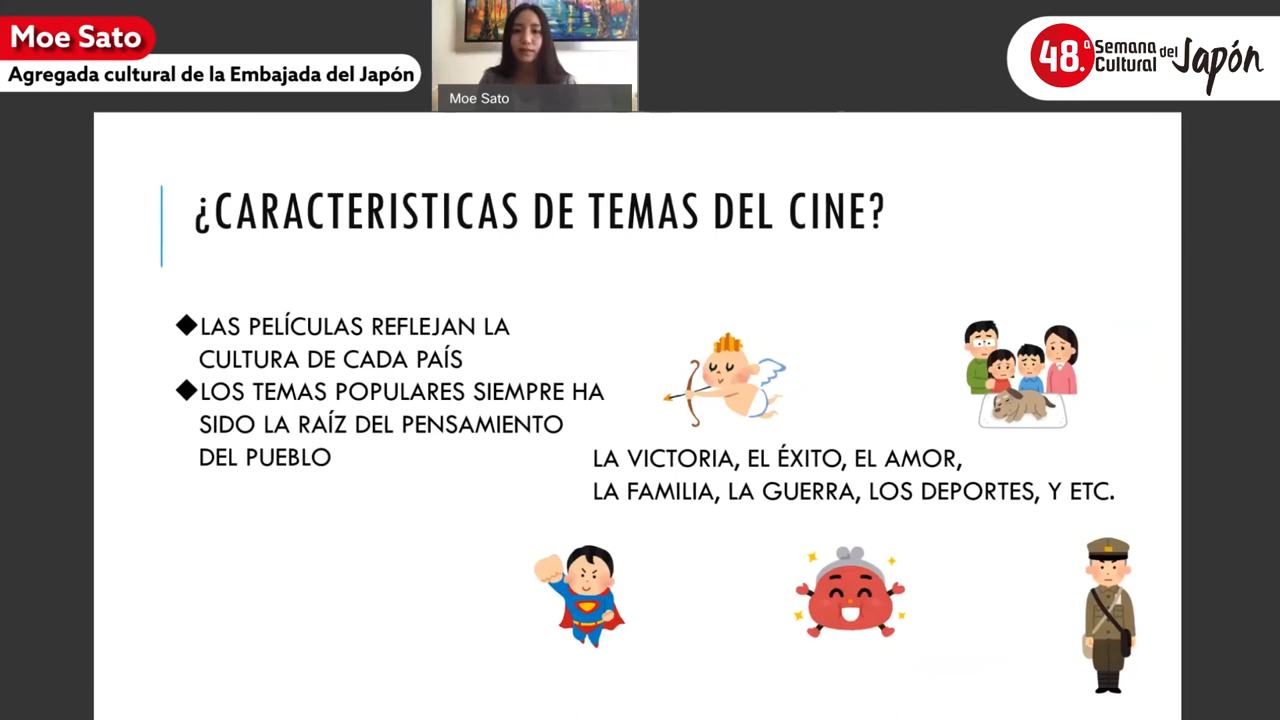 Moe Sato
Agregada cultural de la Embajada del Japón
Moe Sato
48.ª Semana Cultural del Japón
¿CARACTERISTICAS DE TEMAS DEL CINE?
◆LAS PELÍCULAS REFLEJAN LA
CULTURA DE CADA PAÍS
◆LOS TEMAS POPULARES SIEMPRE HA
SIDO LA RAÍZ DEL PENSAMIENTO
DEL PUEBLO
LA VICTORIA, EL ÉXITO, EL AMOR,
LA FAMILIA, LA GUERRA, LOS DEPORTES, Y ETC.